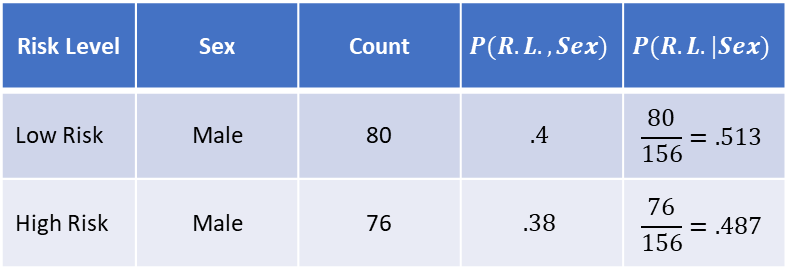 Risk Level Sex Count P(R.L.,Sex) P(R.L.|Sex)
Low Risk Male 80 .4 80/156 = .513
High Risk Male 76 .38 76/156 = .487